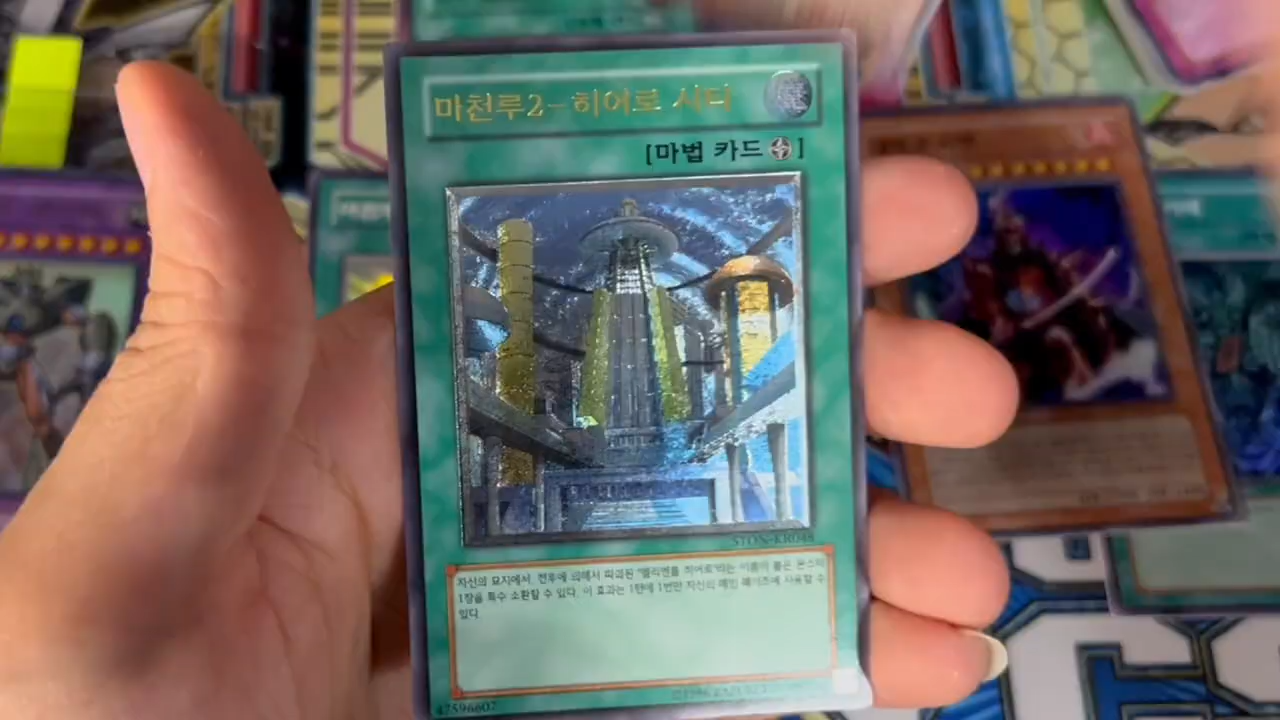 마천루2-히어로 시티
[마법 카드]
STON-KR048
자신의 묘지에서, 전투에 의해서 파괴된 "엘리멘틀 히어로"라는 이름이 붙은 몬스터
1장을 특수 소환할 수 있다. 이 효과는 1턴에 1번만 자신의 메인 페이즈에 사용할 수
있다.
47596607